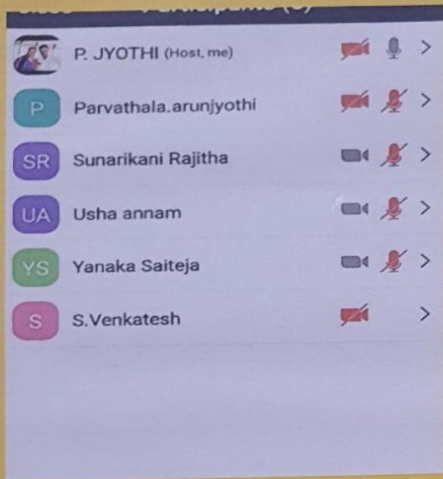 P. JYOTHI (Host, me)
P Parvathala.arunjyothi
SR Sunarikani Rajitha
UA Usha annam
YS Yanaka Saiteja
S S.Venkatesh